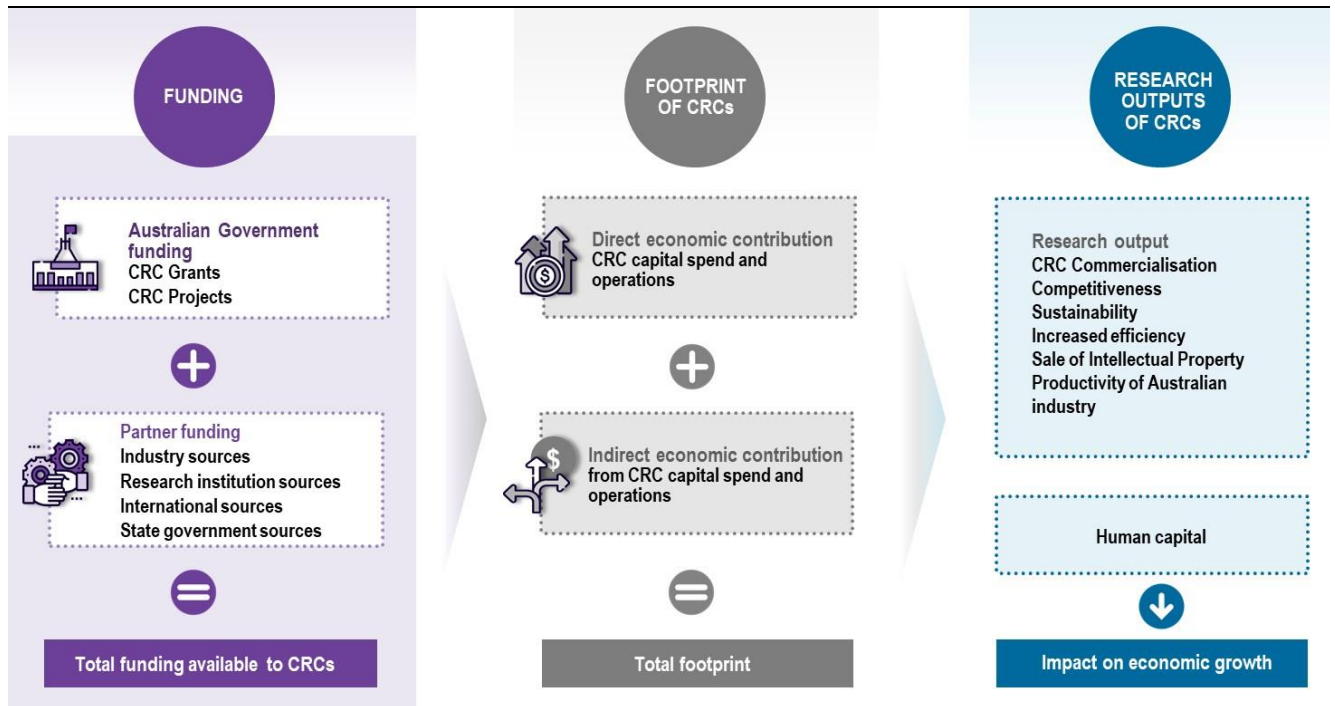 FUNDING
Australian Government
funding
CRC Grants
CRC Projects
Partner funding
Industry sources
Research institution sources
International sources
State government sources
Total funding available to CRCs
FOOTPRINT
OF CRCs
Direct economic contribution
CRC capital spend and
operations
Indirect economic contribution
from CRC capital spend and
operations
Total footprint
RESEARCH
OUTPUTS
OF CRCs
Research output
CRC Commercialisation
Competitiveness
Sustainability
Increased efficiency
Sale of Intellectual Property
Productivity of Australian
industry
Human capital
Impact on economic growth